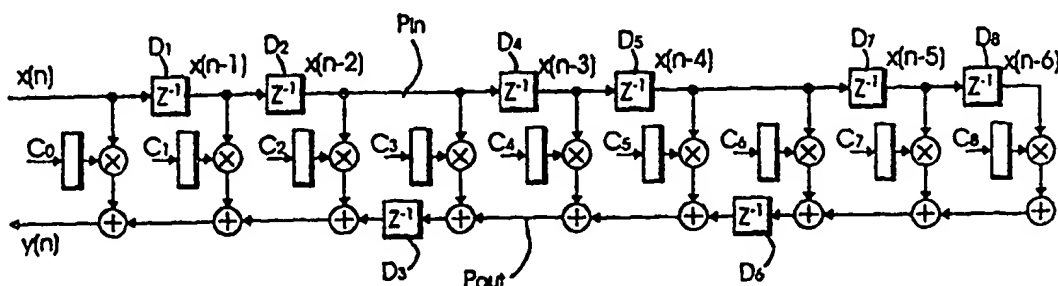 Pin
D1 D2 D4 D5 D7 D8
x(n) Z-1 x(n-1) Z-1 x(n-2) Z-1 x(n-3) Z-1 x(n-4) Z-1 x(n-5) Z-1 x(n-6)
C0 C1 C2 C3 C4 C5 C6 C7 C8
y(n) Z-1 Z-1
D3 Pout D6